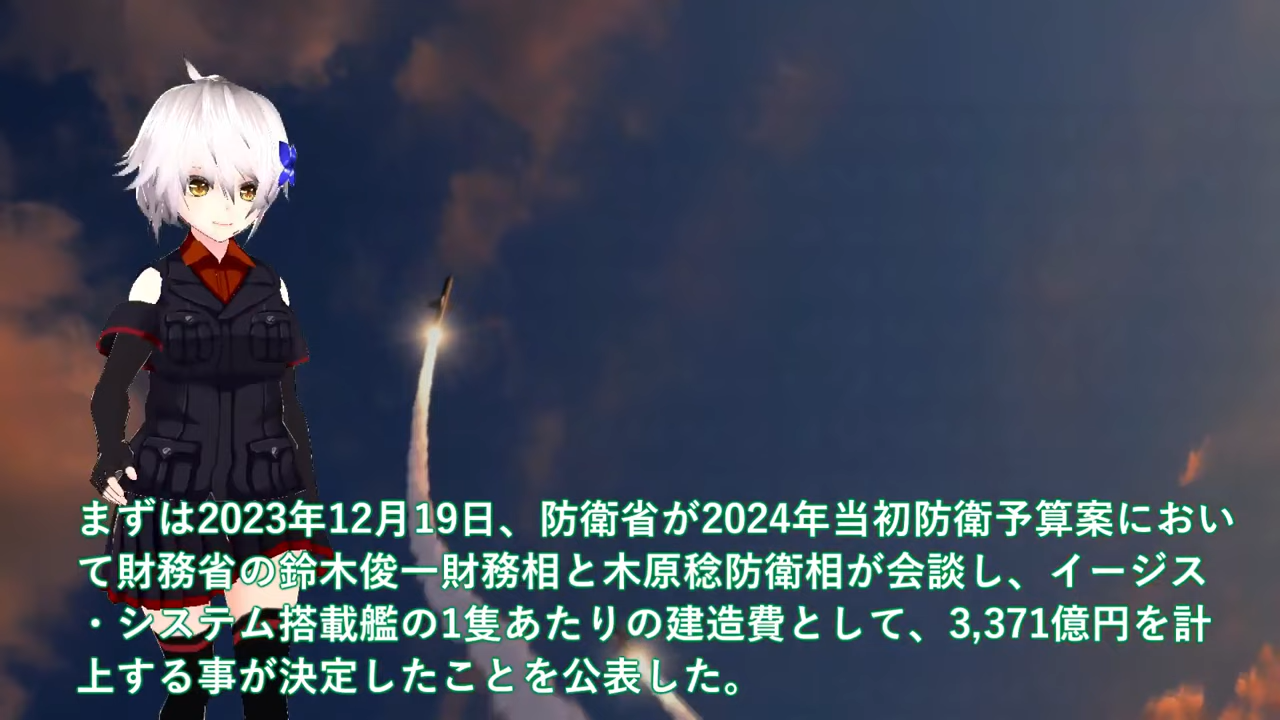 まずは2023年12月19日、防衛省が2024年当初防衛予算案におい
て財務省の鈴木俊一財務相と木原稔防衛相が会談し、イージス
・システム搭載艦の1隻あたりの建造費として、3,371億円を計
上する事が決定したことを公表した。